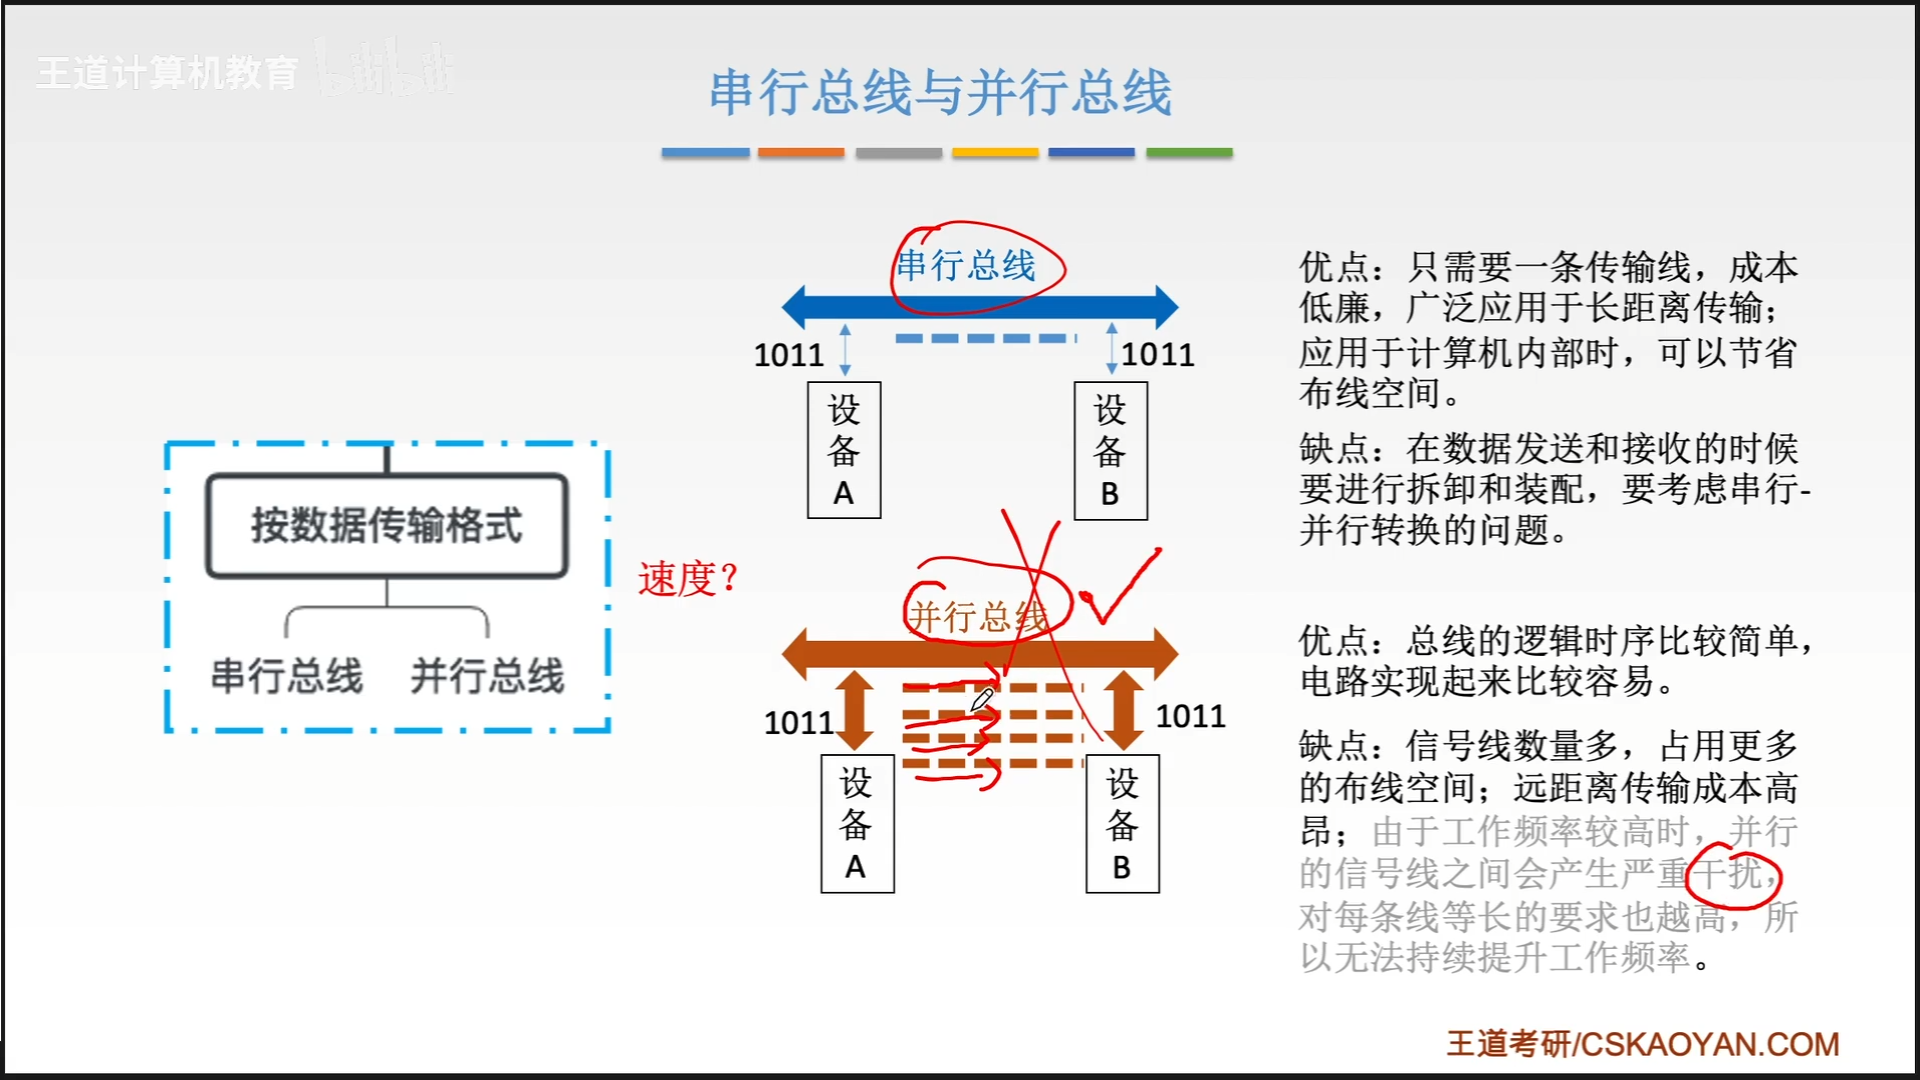 王道计算机教育 bilibili
串行总线与并行总线
按数据传输格式
串行总线 并行总线
速度？
串行总线
1011
1011
设
备
A
设
备
B
并行总线
1011
1011
设
备
A
设
备
B
优点：只需要一条传输线，成本
低廉，广泛应用于长距离传输；
应用于计算机内部时，可以节省
布线空间。
缺点：在数据发送和接收的时候
要进行拆卸和装配，要考虑串行-
并行转换的问题。
优点：总线的逻辑时序比较简单，
电路实现起来比较容易。
缺点：信号线数量多，占用更多
的布线空间；远距离传输成本高
昂；由于工作频率较高时，并行
的信号线之间会产生严重干扰，
对每条线等长的要求也越高，所
以无法持续提升工作频率。
王道考研/CSKAOYAN.COM